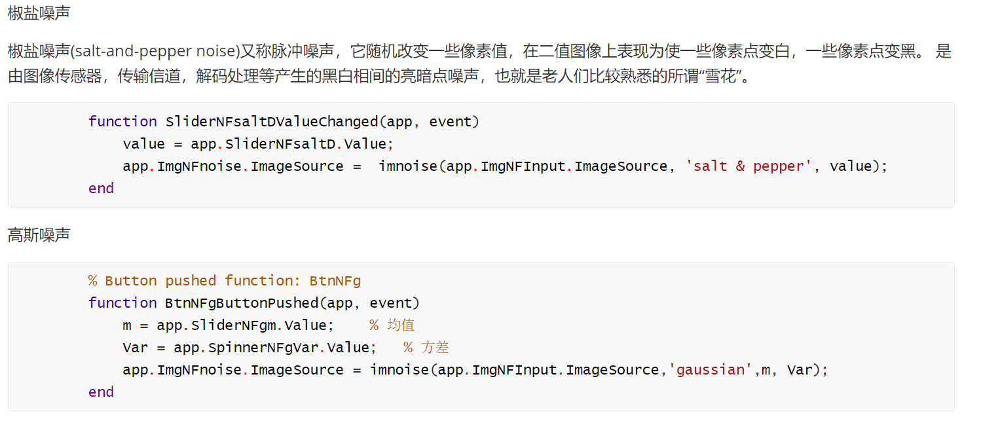 椒盐噪声
椒盐噪声(salt-and-pepper noise)又称脉冲噪声，它随机改变一些像素值，在二值图像上表现为使一些像素点变白，一些像素点变黑。 是
由图像传感器，传输信道，解码处理等产生的黑白相间的亮暗点噪声，也就是老人们比较熟悉的所谓“雪花”。
function SliderNFsaltDValueChanged(app, event)
    value = app.SliderNFsaltD.Value;
    app.ImgNFnoise.ImageSource =  imnoise(app.ImgNFInput.ImageSource, 'salt & pepper', value);
end
高斯噪声
% Button pushed function: BtnNFg
function BtnNFgButtonPushed(app, event)
    m = app.SliderNFgm.Value;    % 均值
    Var = app.SpinnerNFgVar.Value;   % 方差
    app.ImgNFnoise.ImageSource = imnoise(app.ImgNFInput.ImageSource,'gaussian',m, Var);
end